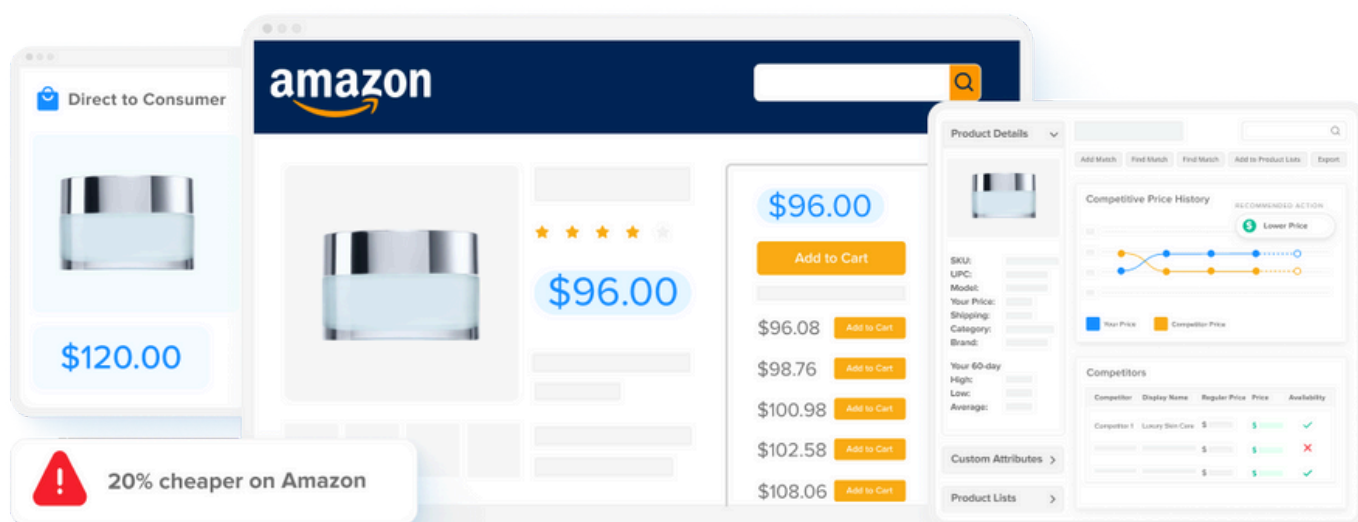 Direct to Consumer
$120.00
20% cheaper on Amazon
amazon
$96.00
$96.00
Add to Cart
$96.08 Add to Cart
$98.76 Add to Cart
$100.98 Add to Cart
$102.58 Add to Cart
$108.06 Add to Cart
Product Details
SKU:
UPC:
Model:
Your Price:
Shipping:
Category:
Brand:
Your 60-day
High:
Low:
Average:
Custom Attributes
Product Lists
Add Match Find Match Find Match Add to Product Lists Export
Competitive Price History
RECOMMENDED ACTION
Lower Price
Your Price Competitor Price
Competitors
Competitor Display Name Regular Price Price Availability
Competitor 1 Luxury Skin Care $ $
$ $
$ $